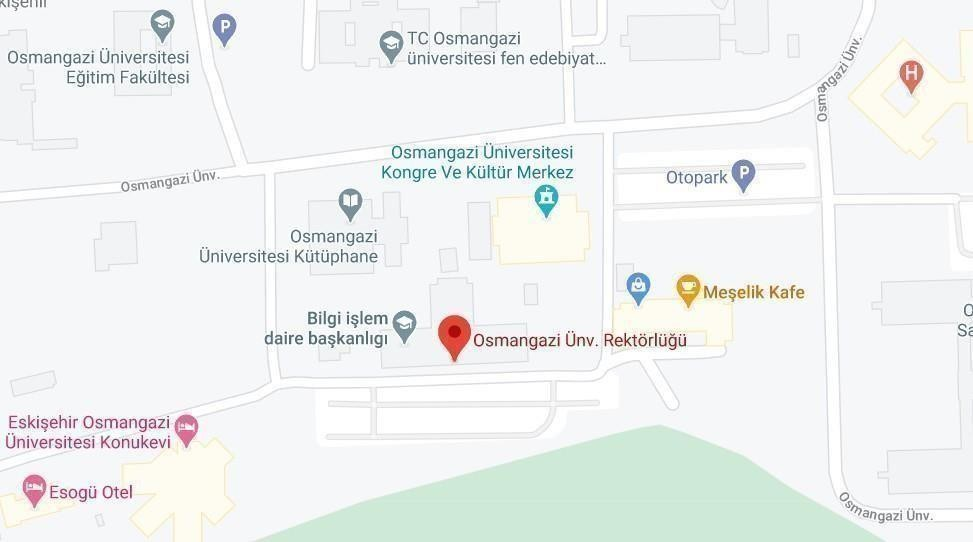 kişehir
Osmangazi Üniversitesi
Eğitim Fakültesi
P
TC Osmangazi
üniversitesi fen edebiyat...
Osmangazi Ünv.
H
Osmangazi Üniversitesi
Kongre Ve Kültür Merkez
Otopark
P
Osmangazi Ünv.
Osmangazi
Üniversitesi Kütüphane
Meşelik Kafe
Bilgi işlem
daire başkanlıgı
Osmangazi Ünv. Rektörlüğü
O
Sa
Eskişehir Osmangazi
Üniversitesi Konukevi
Esogü Otel
Osmangazi Ünv.